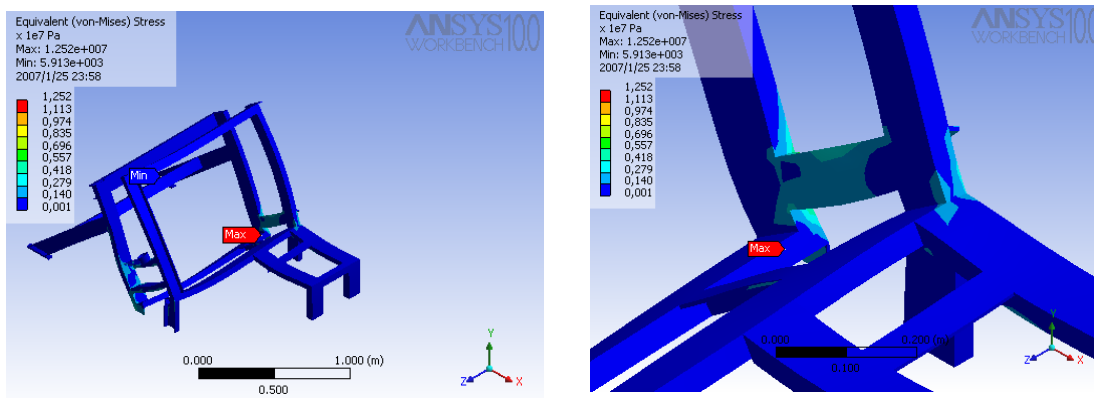 Equivalent (von-Mises) Stress
x 1e7 Pa
Max: 1.252e+007
Min: 5.913e+003
2007/1/25 23:58
1,252
1,113
0,974
0,835
0,696
0,557
0,418
0,279
0,140
0,001
ANSYS 10.0
WORKBENCH
Min
Max
0.000
1.000 (m)
0.500
Y
Z
X
Equivalent (von-Mises) Stress
x 1e7 Pa
Max: 1.252e+007
Min: 5.913e+003
2007/1/25 23:58
1,252
1,113
0,974
0,835
0,696
0,557
0,418
0,279
0,140
0,001
ANSYS 10.0
WORKBENCH
Max
0.000
0.200 (m)
0.100
Y
Z
X